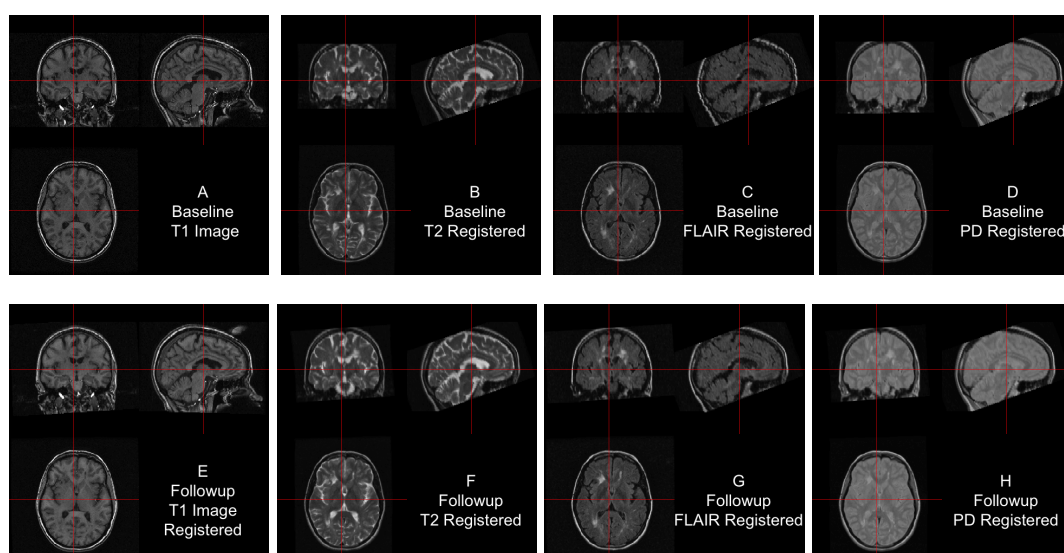 A
Baseline
T1 Image
B
Baseline
T2 Registered
C
Baseline
FLAIR Registered
D
Baseline
PD Registered
E
Followup
T1 Image
Registered
F
Followup
T2 Registered
G
Followup
FLAIR Registered
H
Followup
PD Registered